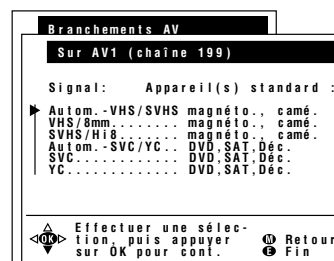 Branchements AV
Sur AV1 (chaîne 199)
Signal: Appareil(s) standard :
Autom.-VHS/SVHS magnéto., camé.
VHS/8mm........ magnéto., camé.
SVHS/Hi8....... magnéto., camé.
Autom.-SVC/YC.. DVD,SAT,Déc.
SVC............ DVD,SAT,Déc.
YC............. DVD,SAT,Déc.
Effectuer une sélec-
tion, puis appuyer
sur OK pour cont.
OK
M Retour
E Fin